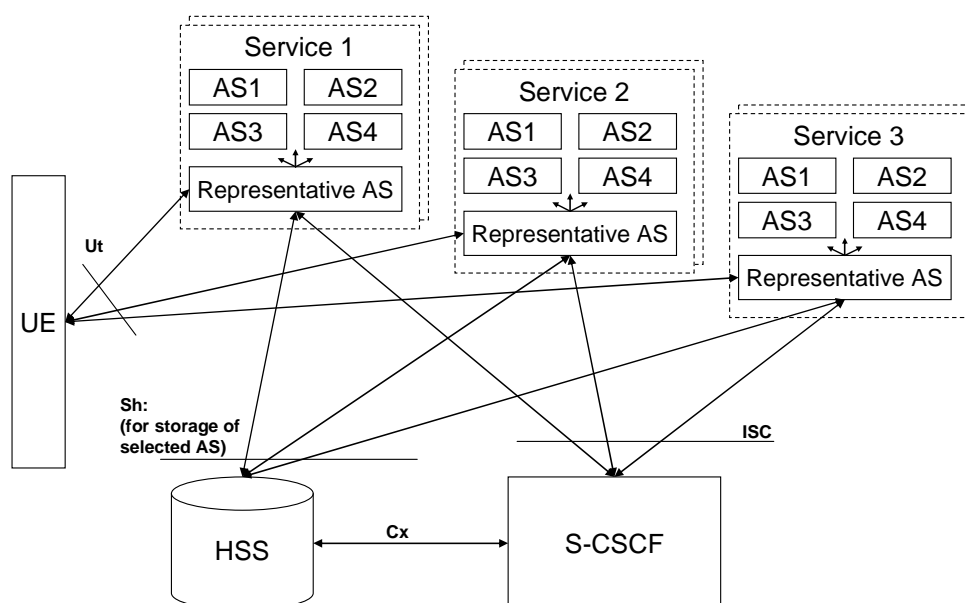 Service 1
AS1 AS2
AS3 AS4
Representative AS
Service 2
AS1 AS2
AS3 AS4
Representative AS
Service 3
AS1 AS2
AS3 AS4
Representative AS
Ut
UE
Sh:
(for storage of
selected AS)
ISC
HSS
Cx
S-CSCF